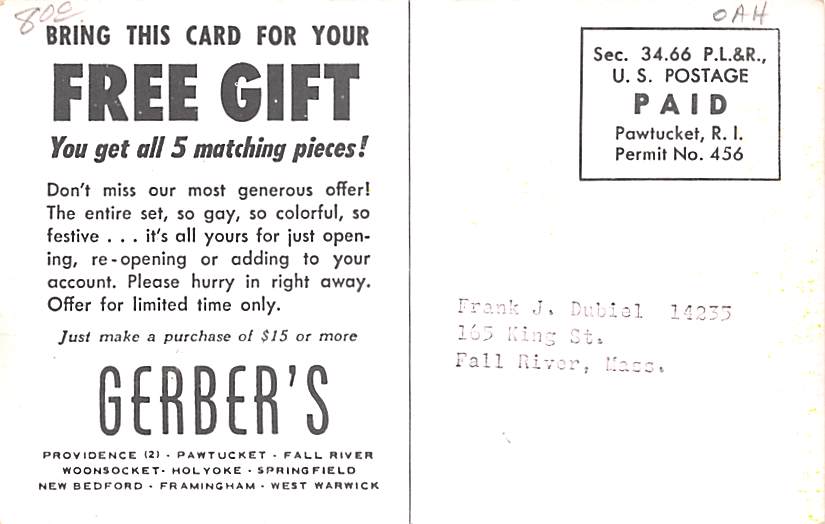 80¢
BRING THIS CARD FOR YOUR
FREE GIFT
You get all 5 matching pieces!
Don't miss our most generous offer!
The entire set, so gay, so colorful, so
festive . . . it's all yours for just open-
ing, re-opening or adding to your
account. Please hurry in right away.
Offer for limited time only.
Just make a purchase of $15 or more
GERBER'S
PROVIDENCE (2) · PAWTUCKET · FALL RIVER
WOONSOCKET · HOLYOKE · SPRINGFIELD
NEW BEDFORD · FRAMINGHAM · WEST WARWICK
OAH
Sec. 34.66 P.L.&R.,
U. S. POSTAGE
PAID
Pawtucket, R. I.
Permit No. 456
Frank J. Dubiel 14235
165 King St.
Fall River, Mass.